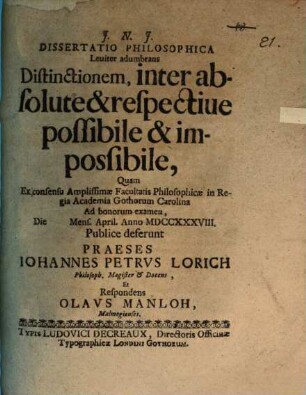 J. N. J.
DISSERTATIO PHILOSOPHICA
Leuiter adumbrans
Distinctionem, inter ab-
solute & respectiue
possibile & im-
possibile,
Quam
Ex consensu Amplissimæ Facultatis Philosophicæ in Re-
gia Academia Gothorum Carolina
Ad bonorum examen,
Die Mens. April. Anno MDCCXXXVIII.
Publice deferunt
PRAESES
IOHANNES PETRVS LORICH
Philosoph. Magister & Docens,
Et
Respondens
OLAVS MANLOH,
Malmogiensis.
TYPIS LUDOVICI DECREAUX, Directoris Officinæ
Typographicæ LONDINI GOTHORUM.
21.